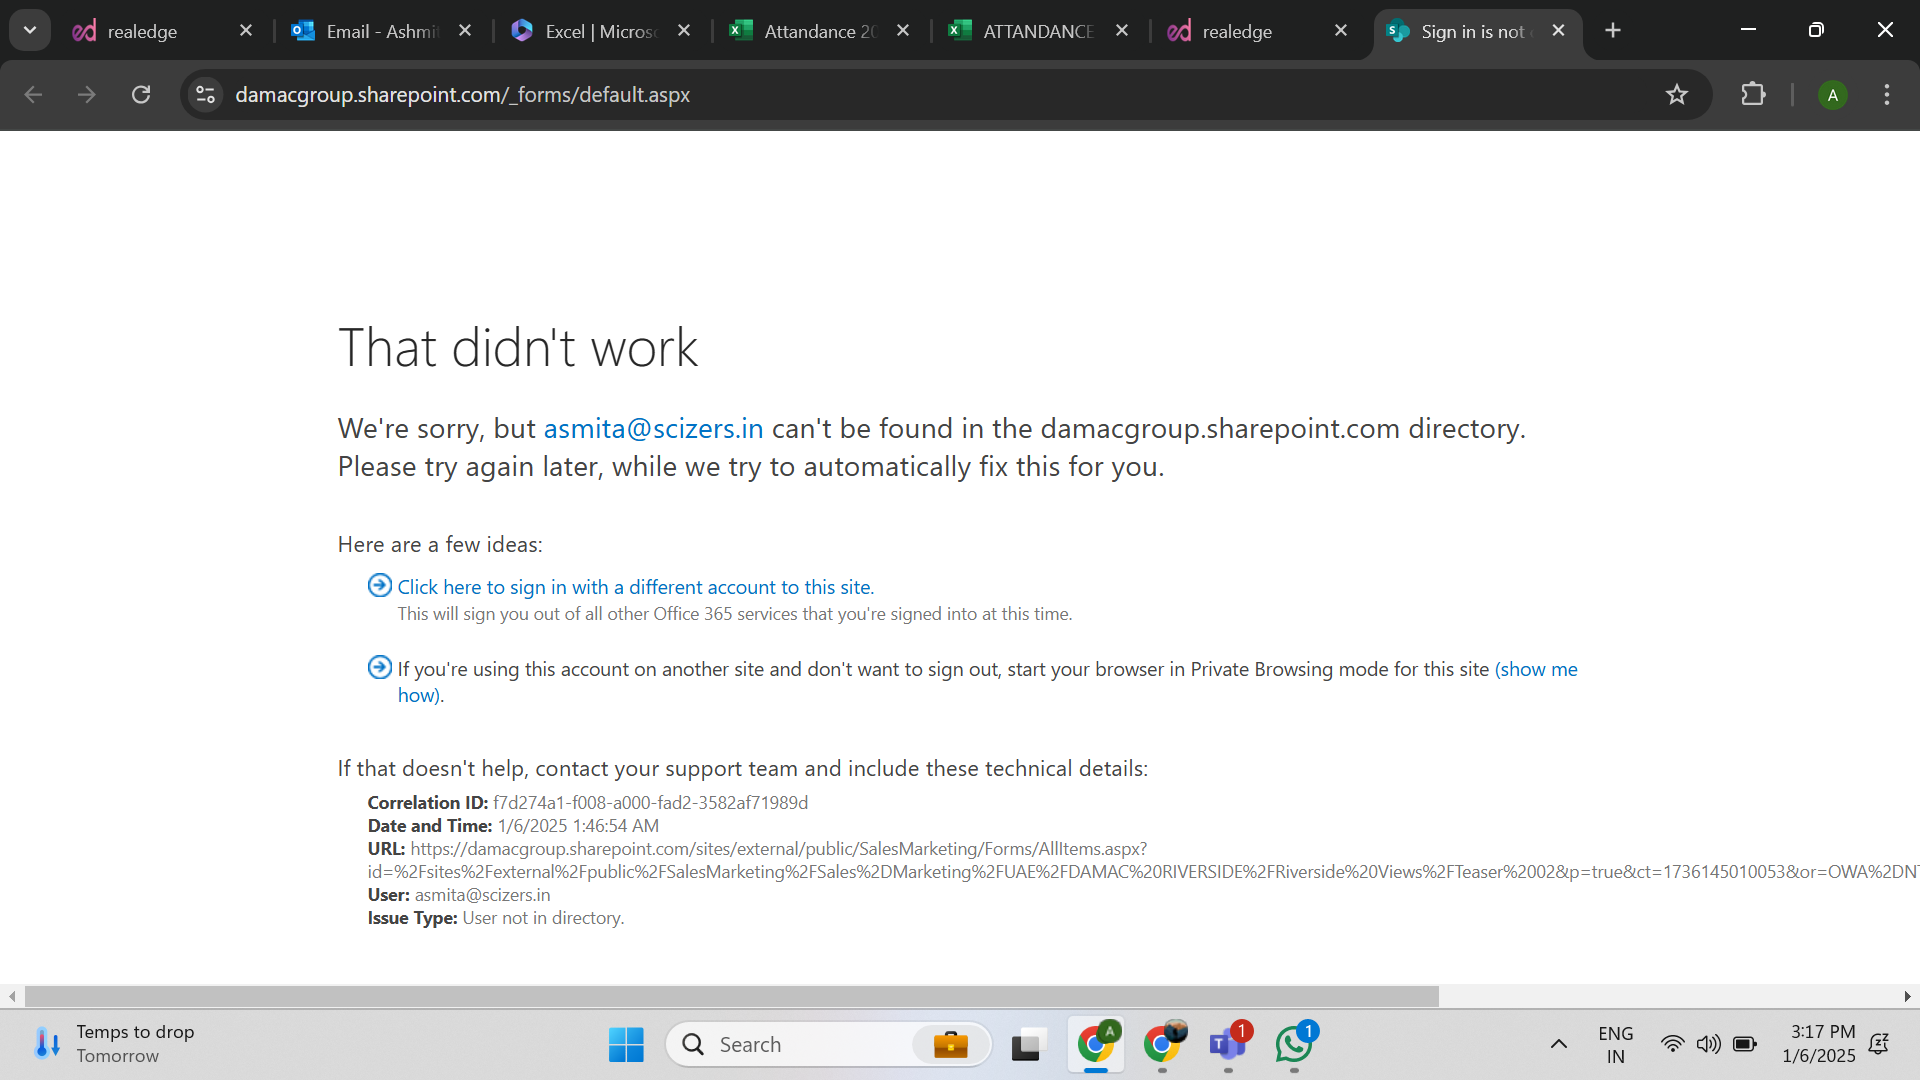 realedge
Email - Ashmit
Excel | Micros
Attandance 20
ATTANDANCE
realedge
Sign in is not
damacgroup.sharepoint.com/_forms/default.aspx
A
That didn't work
We're sorry, but asmita@scizers.in can't be found in the damacgroup.sharepoint.com directory.
Please try again later, while we try to automatically fix this for you.
Here are a few ideas:
Click here to sign in with a different account to this site.
This will sign you out of all other Office 365 services that you're signed into at this time.
If you're using this account on another site and don't want to sign out, start your browser in Private Browsing mode for this site (show me
how).
If that doesn't help, contact your support team and include these technical details:
Correlation ID: f7d274a1-f008-a000-fad2-3582af71989d
Date and Time: 1/6/2025 1:46:54 AM
URL: https://damacgroup.sharepoint.com/sites/external/public/SalesMarketing/Forms/AllItems.aspx?
id=%2Fsites%2Fexternal%2Fpublic%2FSalesMarketing%2FSales%2DMarketing%2FUAE%2FDAMAC%20RIVERSIDE%2FRiverside%20Views%2FTeaser%2002&p=true&ct=1736145010053&or=OWA%2DNT
User: asmita@scizers.in
Issue Type: User not in directory.
Temps to drop
Tomorrow
Search
A
1
1
ENG
IN
3:17 PM
1/6/2025